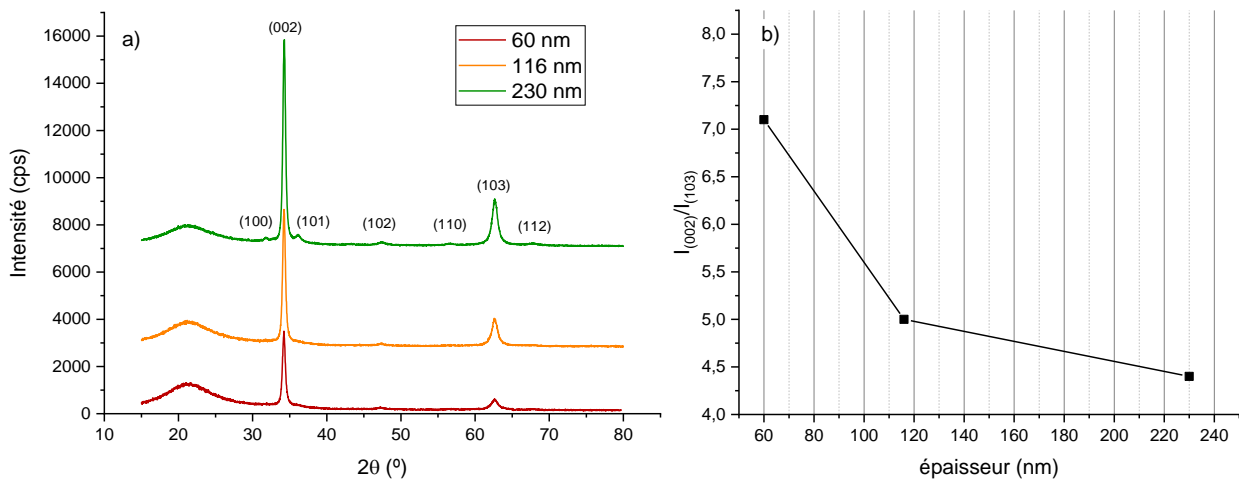 a)
(002)
60 nm
116 nm
230 nm
(100)
(101)
(102)
(110)
(103)
(112)
Intensité (cps)
16000
14000
12000
10000
8000
6000
4000
2000
0
10 20 30 40 50 60 70 80
2θ (º)
b)
I(002)/I(103)
8,0
7,5
7,0
6,5
6,0
5,5
5,0
4,5
4,0
60 80 100 120 140 160 180 200 220 240
épaisseur (nm)